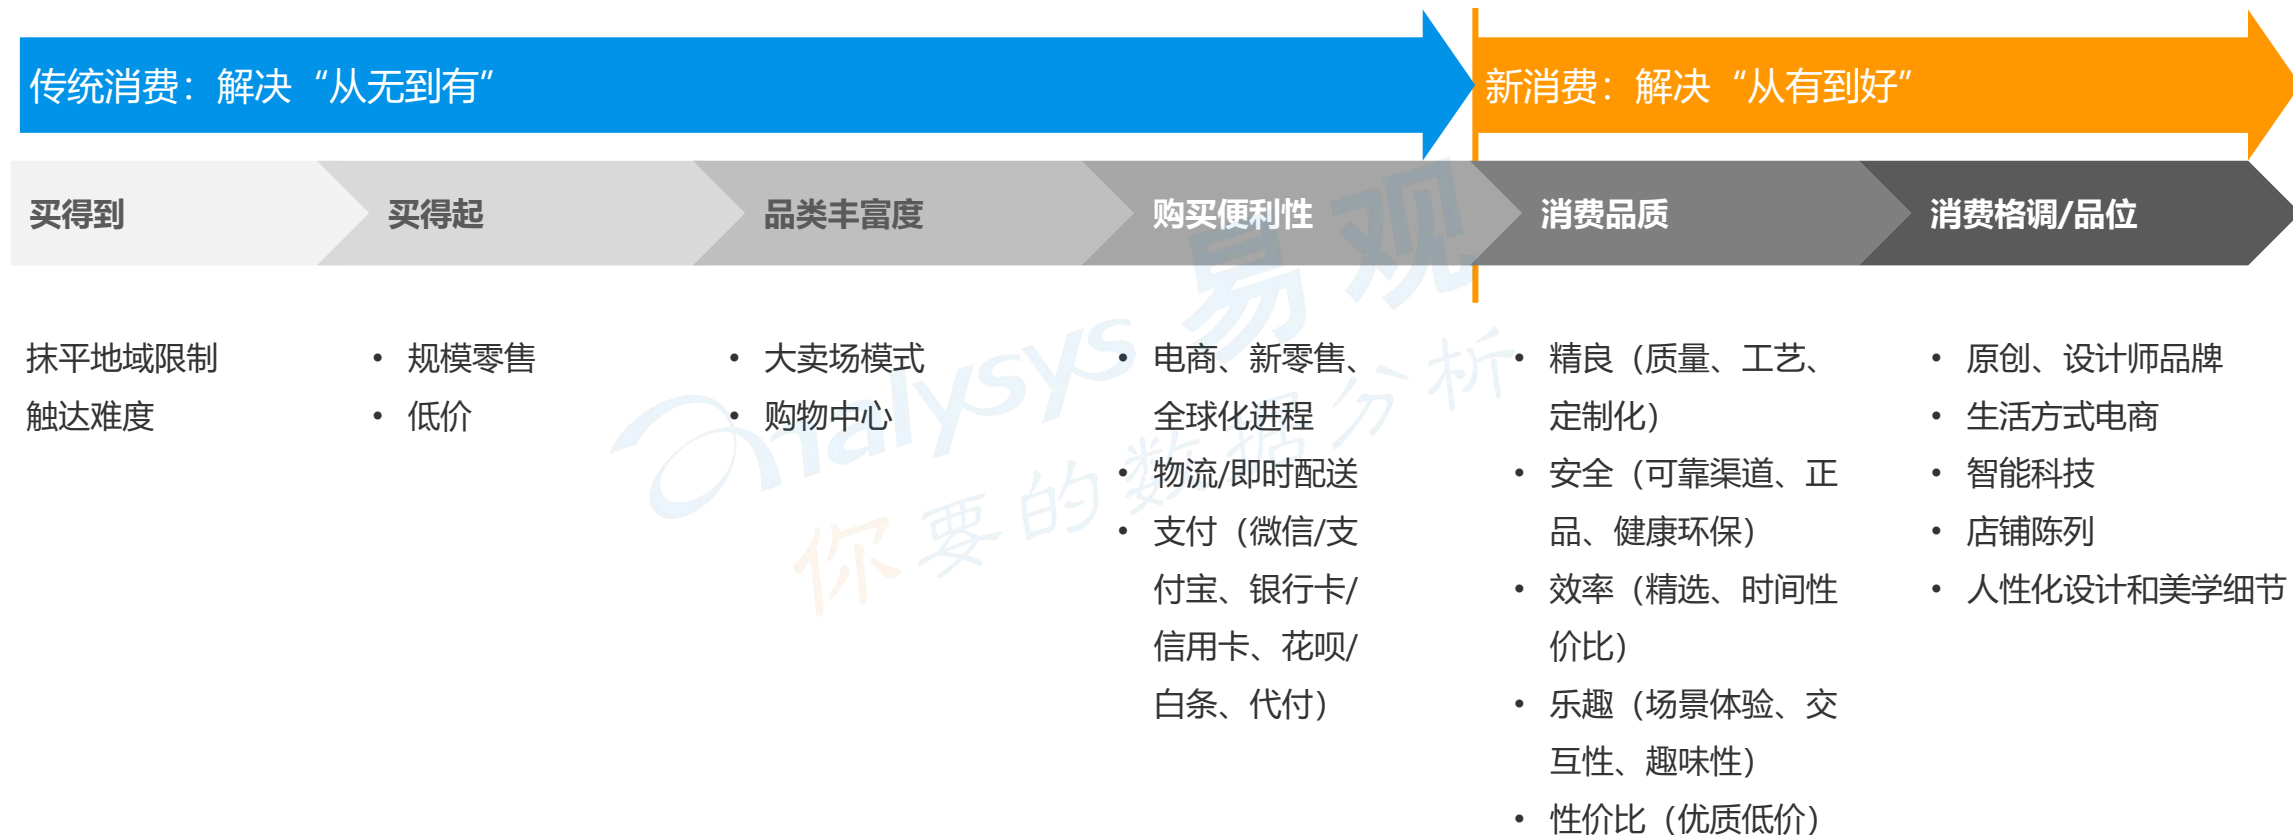 传统消费：解决“从无到有”
新消费：解决“从有到好”
买得到
买得起
品类丰富度
购买便利性
消费品质
消费格调/品位
抹平地域限制
触达难度
• 规模零售
• 低价
• 大卖场模式
• 购物中心
• 电商、新零售、
全球化进程
• 物流/即时配送
• 支付（微信/支
付宝、银行卡/
信用卡、花呗/
白条、代付）
• 精良（质量、工艺、
定制化）
• 安全（可靠渠道、正
品、健康环保）
• 效率（精选、时间性
价比）
• 乐趣（场景体验、交
互性、趣味性）
• 性价比（优质低价）
• 原创、设计师品牌
• 生活方式电商
• 智能科技
• 店铺陈列
• 人性化设计和美学细节
analysys 易观
你要的数据分析